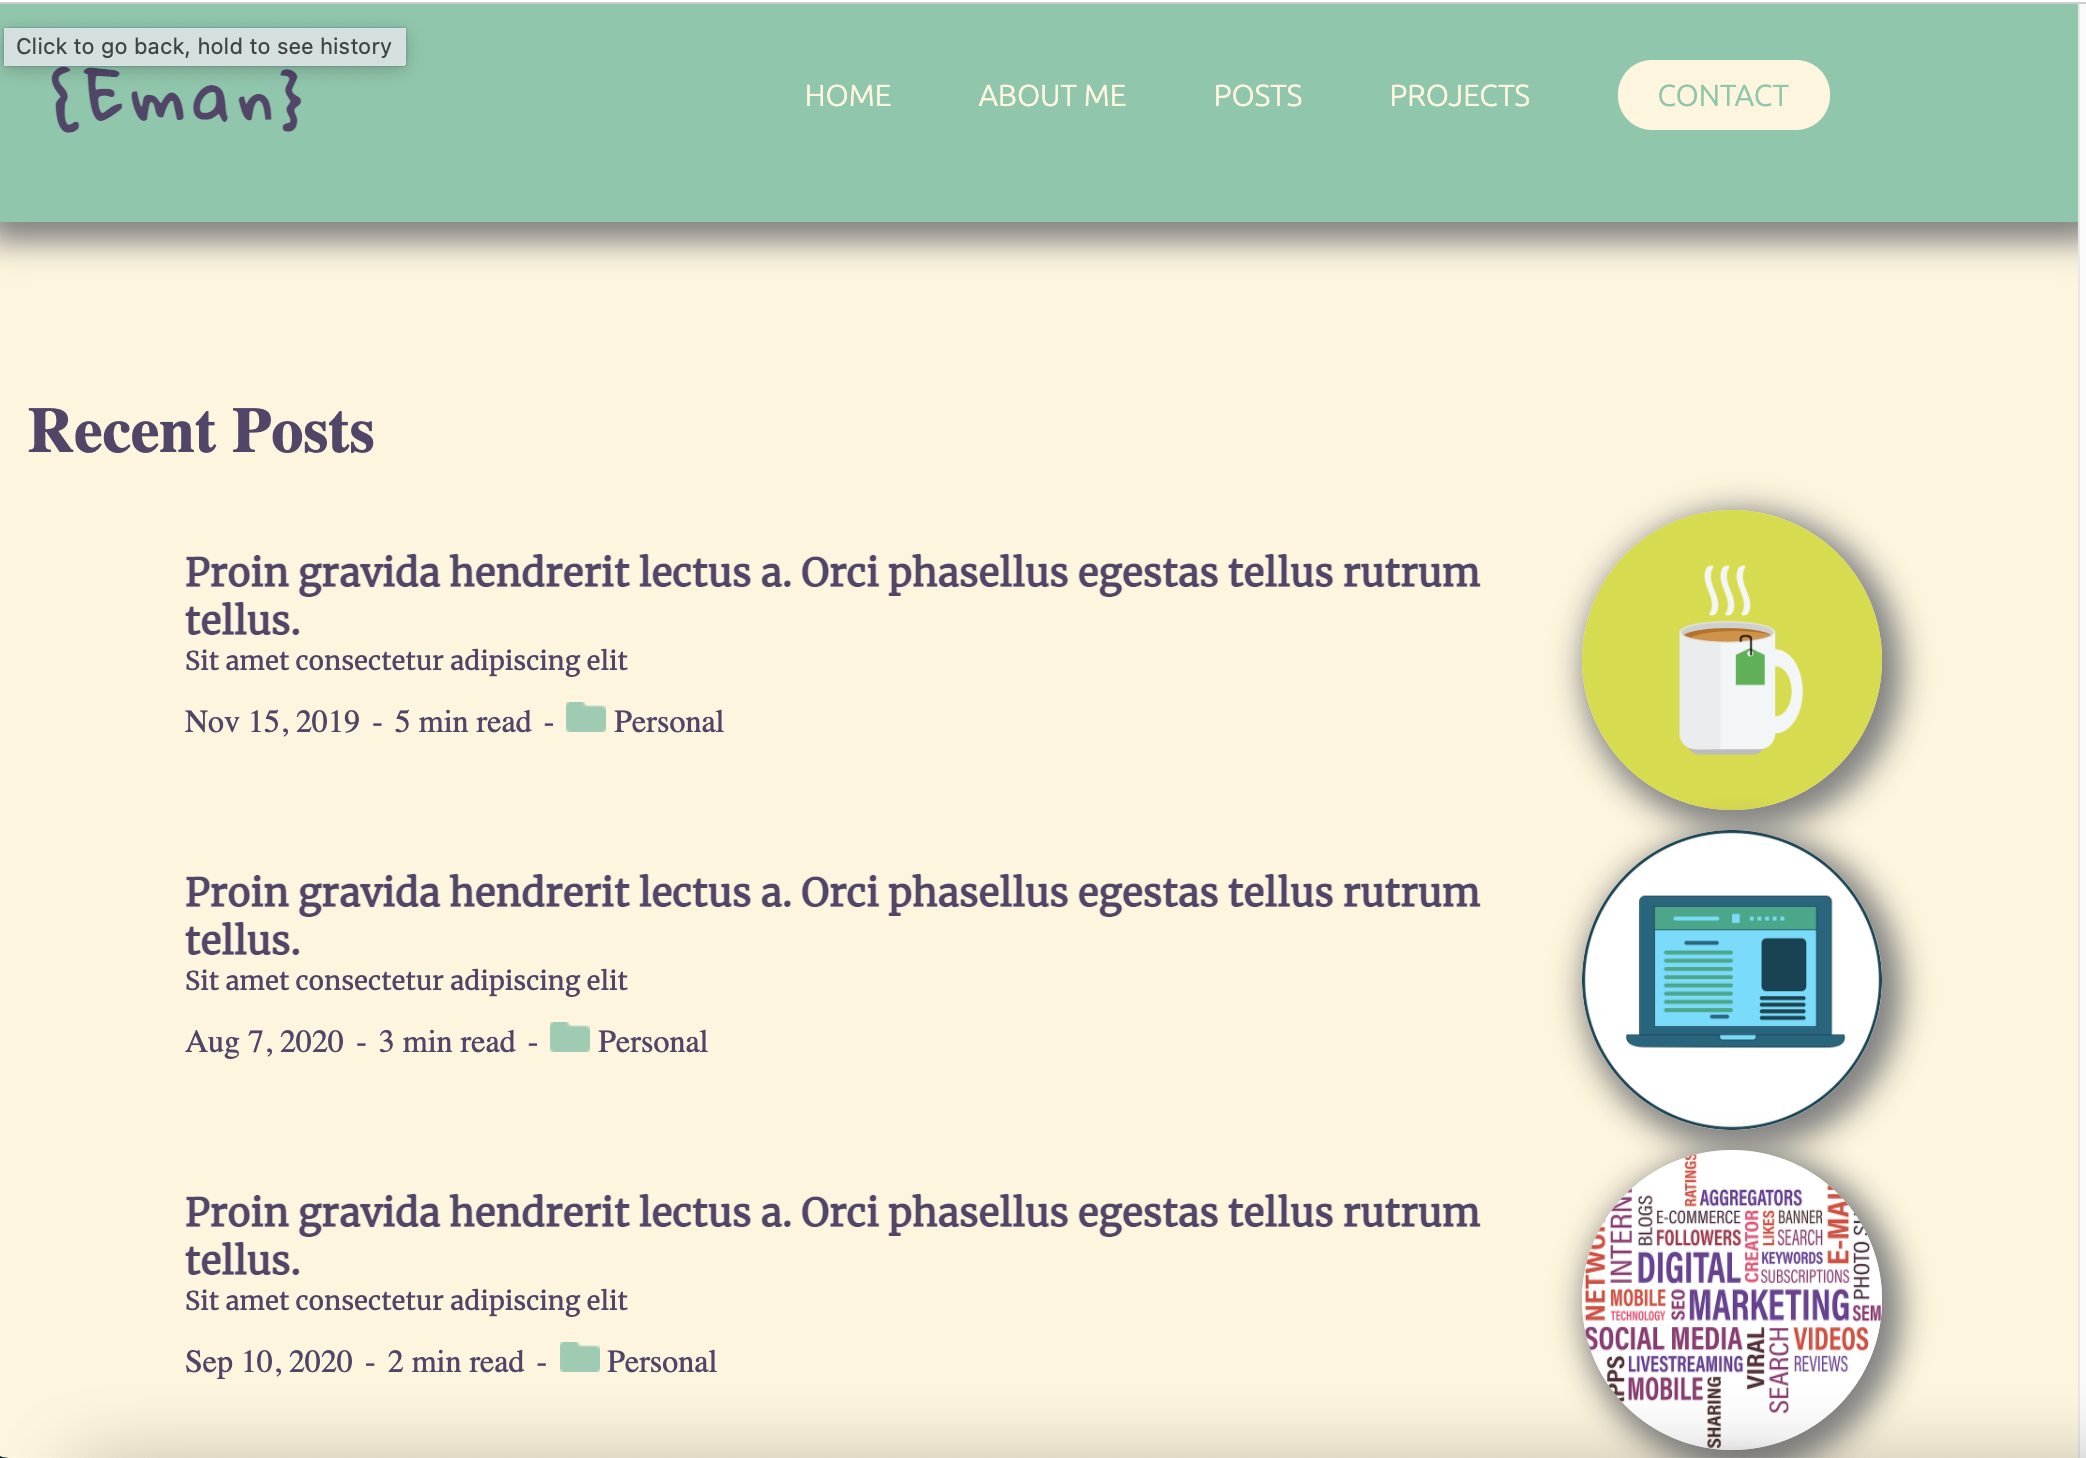 Click to go back, hold to see history
{Eman}
HOME ABOUT ME POSTS PROJECTS CONTACT
Recent Posts
Proin gravida hendrerit lectus a. Orci phasellus egestas tellus rutrum
tellus.
Sit amet consectetur adipiscing elit
Nov 15, 2019 - 5 min read - Personal
Proin gravida hendrerit lectus a. Orci phasellus egestas tellus rutrum
tellus.
Sit amet consectetur adipiscing elit
Aug 7, 2020 - 3 min read - Personal
Proin gravida hendrerit lectus a. Orci phasellus egestas tellus rutrum
tellus.
Sit amet consectetur adipiscing elit
Sep 10, 2020 - 2 min read - Personal
RATINGS
AGGREGATORS
BLOGS
E-COMMERCE
LIKES
BANNER
E-MAI
FOLLOWERS
CREATOR
SEARCH
NETWO
INTERN
DIGITAL
KEYWORDS
SUBSCRIPTIONS
PHOTO S
MOBILE
TECHNOLOGY
SEO
MARKETING
SEM
SOCIAL MEDIA
VIRAL
SEARCH
VIDEOS
PPS
LIVESTREAMING
REVIEWS
MOBILE
SHARING